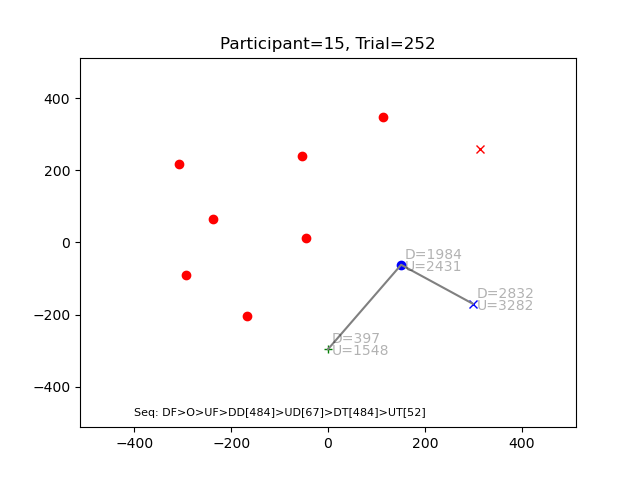 Participant=15, Trial=252
400
200
0
−200
−400
D=1984
U=2431
D=2832
U=3282
D=397
U=1548
Seq: DF>O>UF>DD[484]>UD[67]>DT[484]>UT[52]
−400
−200
0
200
400